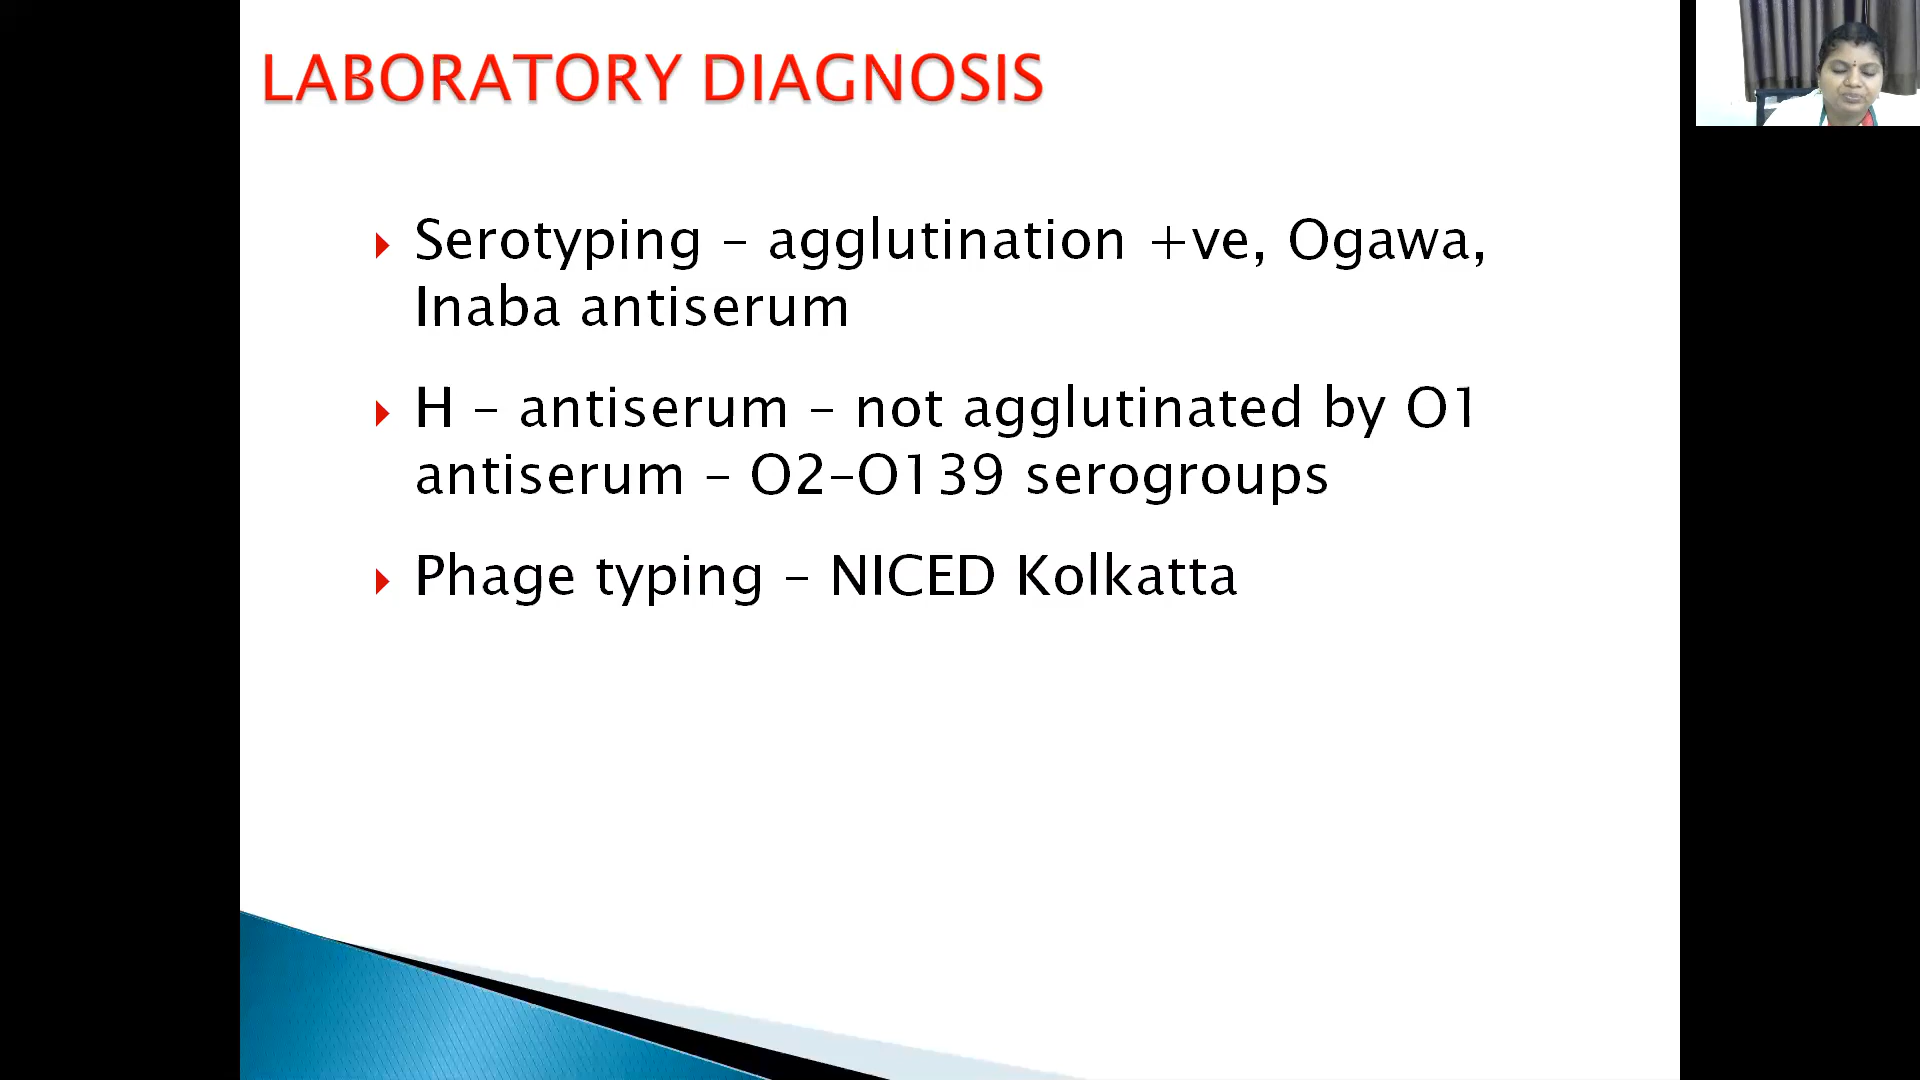 LABORATORY DIAGNOSIS
Serotyping – agglutination +ve, Ogawa,
Inaba antiserum
H – antiserum – not agglutinated by O1
antiserum – O2–O139 serogroups
Phage typing – NICED Kolkatta